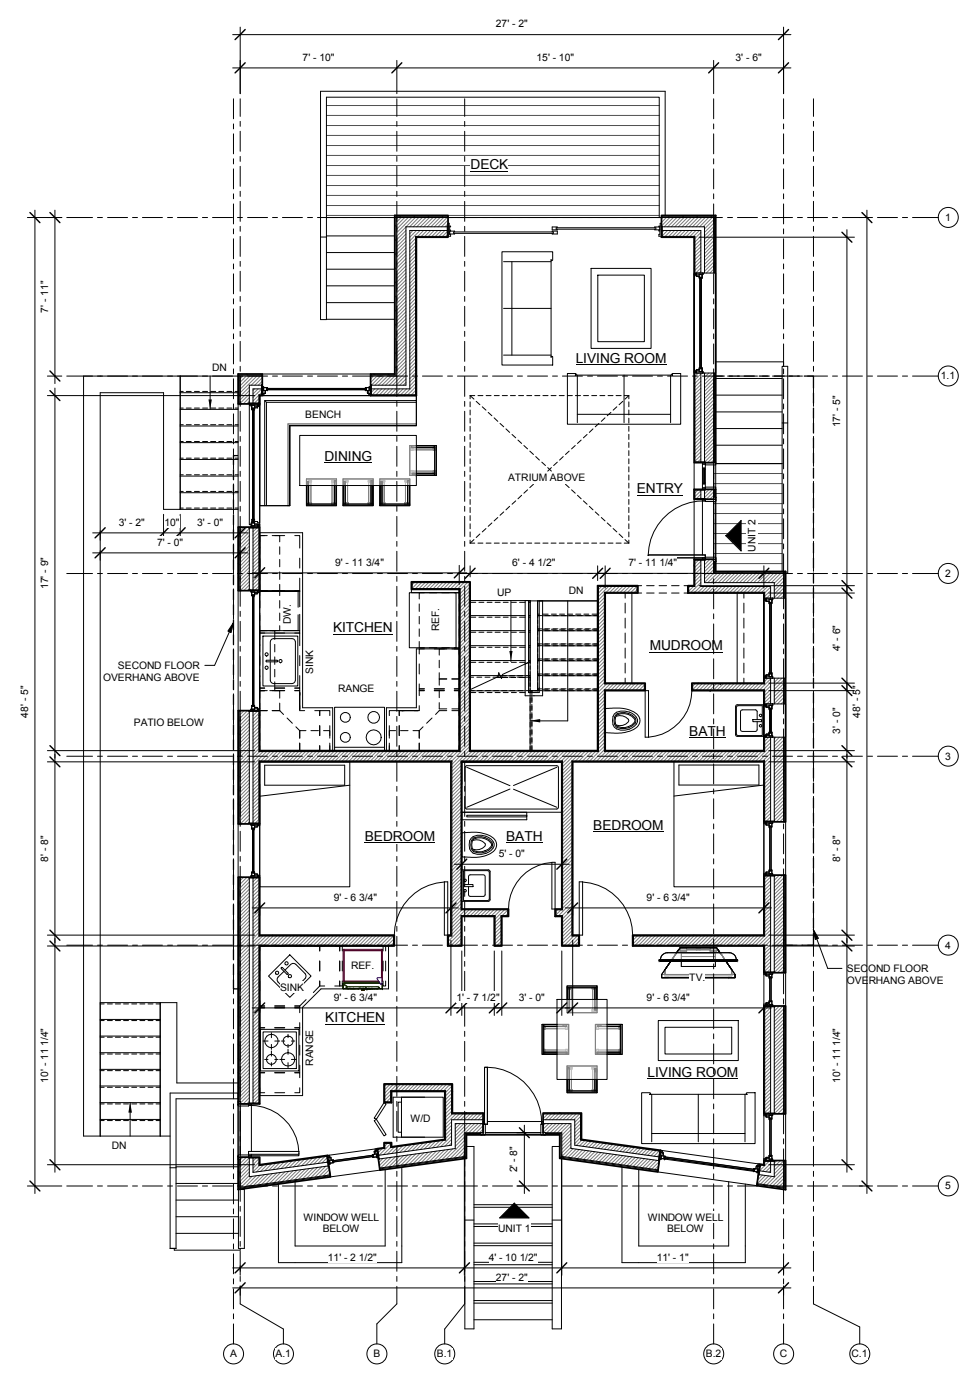 27' - 2"
7' - 10"
15' - 10"
3' - 6"
DECK
1
7' - 11"
LIVING ROOM
DN
1.1
BENCH
17' - 5"
DINING
ATRIUM ABOVE
ENTRY
3' - 2"
10"
3' - 0"
7' - 0"
UNIT 2
17' - 9"
9' - 11 3/4"
6' - 4 1/2"
7' - 11 1/4"
2
UP
DN
DW.
REF.
KITCHEN
MUDROOM
4' - 6"
SINK
SECOND FLOOR
OVERHANG ABOVE
RANGE
48' - 5"
48' - 5"
PATIO BELOW
BATH
3' - 0"
3
BEDROOM
BATH
BEDROOM
8' - 8"
5' - 0"
8' - 8"
9' - 6 3/4"
9' - 6 3/4"
4
REF.
SINK
TV.
SECOND FLOOR
OVERHANG ABOVE
9' - 6 3/4"
1' - 7 1/2"
3' - 0"
9' - 6 3/4"
KITCHEN
RANGE
10' - 11 1/4"
10' - 11 1/4"
LIVING ROOM
W/D
DN
2' - 8"
5
WINDOW WELL
BELOW
UNIT 1
WINDOW WELL
BELOW
11' - 2 1/2"
4' - 10 1/2"
11' - 1"
27' - 2"
A
A.1
B
B.1
B.2
C
C.1